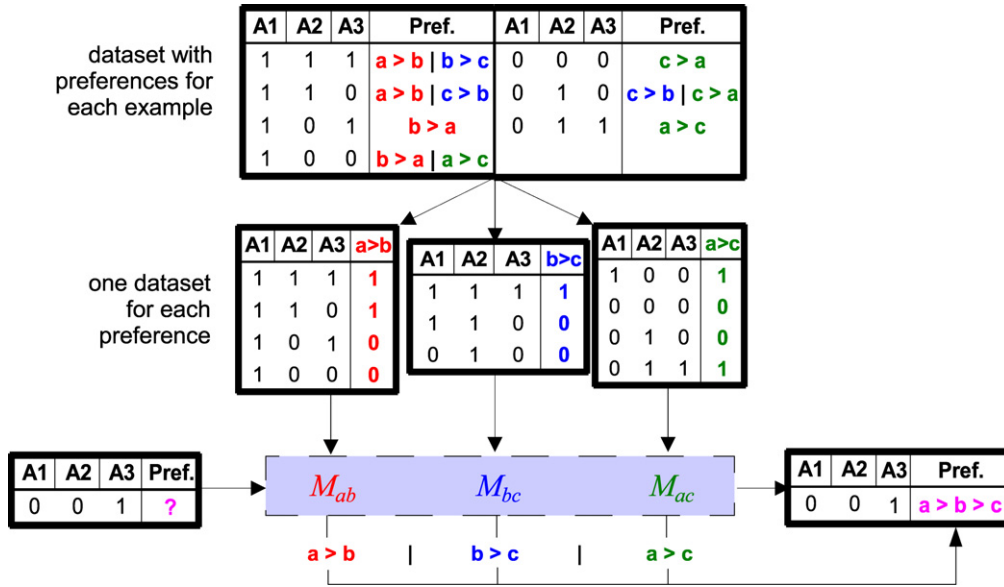 A1 A2 A3 Pref. A1 A2 A3 Pref.
dataset with
preferences for
each example
1 1 1 a > b | b > c 0 0 0 c > a
1 1 0 a > b | c > b 0 1 0 c > b | c > a
1 0 1 b > a 0 1 1 a > c
1 0 0 b > a | a > c
one dataset
for each
preference
A1 A2 A3 a>b
1 1 1 1
1 1 0 1
1 0 1 0
1 0 0 0
A1 A2 A3 b>c
1 1 1 1
1 1 0 0
0 1 0 0
A1 A2 A3 a>c
1 0 0 1
0 0 0 0
0 1 0 0
0 1 1 1
A1 A2 A3 Pref.
0 0 1 ?
Mab Mbc Mac
A1 A2 A3 Pref.
0 0 1 a > b > c
a > b | b > c | a > c